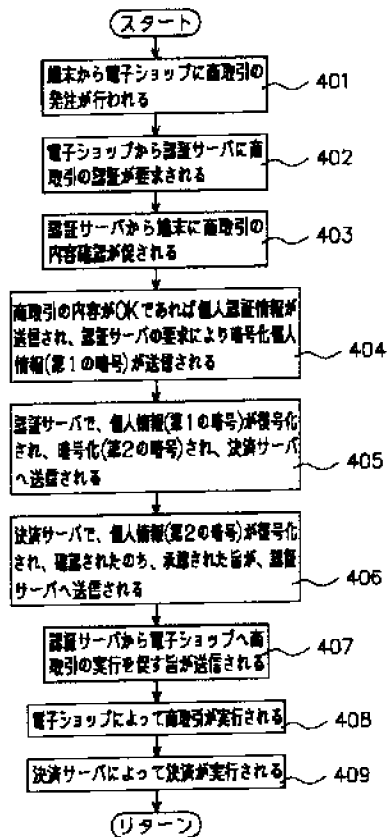 スタート
端末から電子ショップに商取引の
発注が行われる
401
電子ショップから認証サーバに商
取引の認証が要求される
402
認証サーバから端末に商取引の
内容確認が促される
403
商取引の内容がOKであれば個人認証情報が
送信され、認証サーバの要求により暗号化個人
情報(第1の暗号)が送信される
404
認証サーバで、個人情報(第1の暗号)が復号化
され、暗号化(第2の暗号)され、決済サーバ
へ送信される
405
決済サーバで、個人情報(第2の暗号)が復号化
され、確認されたのち、承認された旨が、認証
サーバへ送信される
406
認証サーバから電子ショップへ商
取引の実行を促す旨が送信される
407
電子ショップによって商取引が実行される
408
決済サーバによって決済が実行される
409
リターン